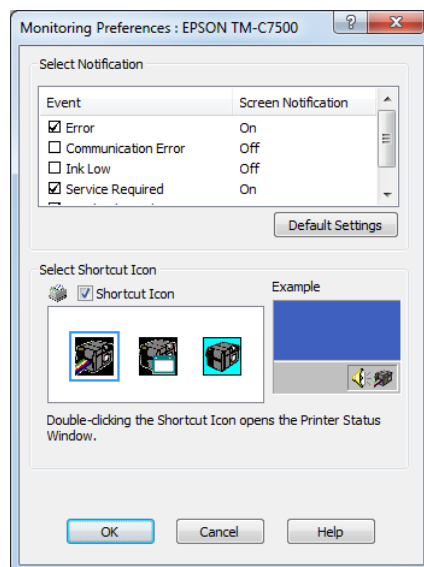 Monitoring Preferences : EPSON TM-C7500
Select Notification
Event Screen Notification
Error On
Communication Error Off
Ink Low Off
Service Required On
Default Settings
Select Shortcut Icon
Shortcut Icon
Example
Double-clicking the Shortcut Icon opens the Printer Status
Window.
OK Cancel Help